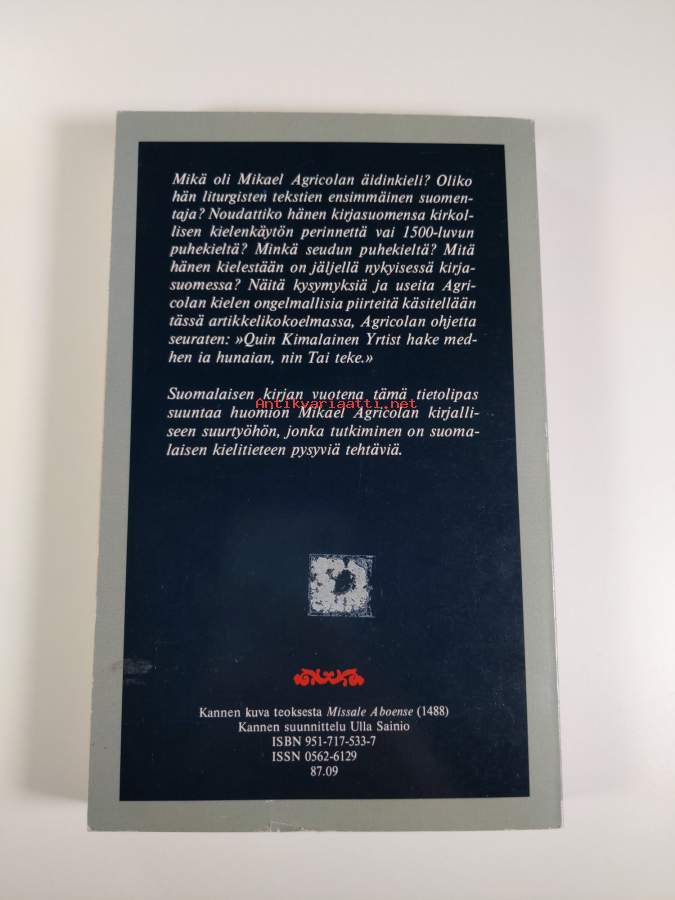 Mikä oli Mikael Agricolan äidinkieli? Oliko
hän liturgisten tekstien ensimmäinen suomen-
taja? Noudattiko hänen kirjasuomensa kirkol-
lisen kielenkäytön perinnettä vai 1500-luvun
puhekieltä? Minkä seudun puhekieltä? Mitä
hänen kielestään on jäljellä nykyisessä kirja-
suomessa? Näitä kysymyksiä ja useita Agri-
colan kielen ongelmallisia piirteitä käsitellään
tässä artikkelikokoelmassa, Agricolan ohjetta
seuraten: »Quin Kimalainen Yrtist hake med-
hen ia hunaian, nin Tai teke.»
Suomalaisen kirjan vuotena tämä tietolipas
Antikvariaatti.net
suuntaa huomion Mikael Agricolan kirjalli-
seen suurtyöhön, jonka tutkiminen on suoma-
laisen kielitieteen pysyviä tehtäviä.
Kannen kuva teoksesta Missale Aboense (1488)
Kannen suunnittelu Ulla Sainio
ISBN 951-717-533-7
ISSN 0562-6129
87.09